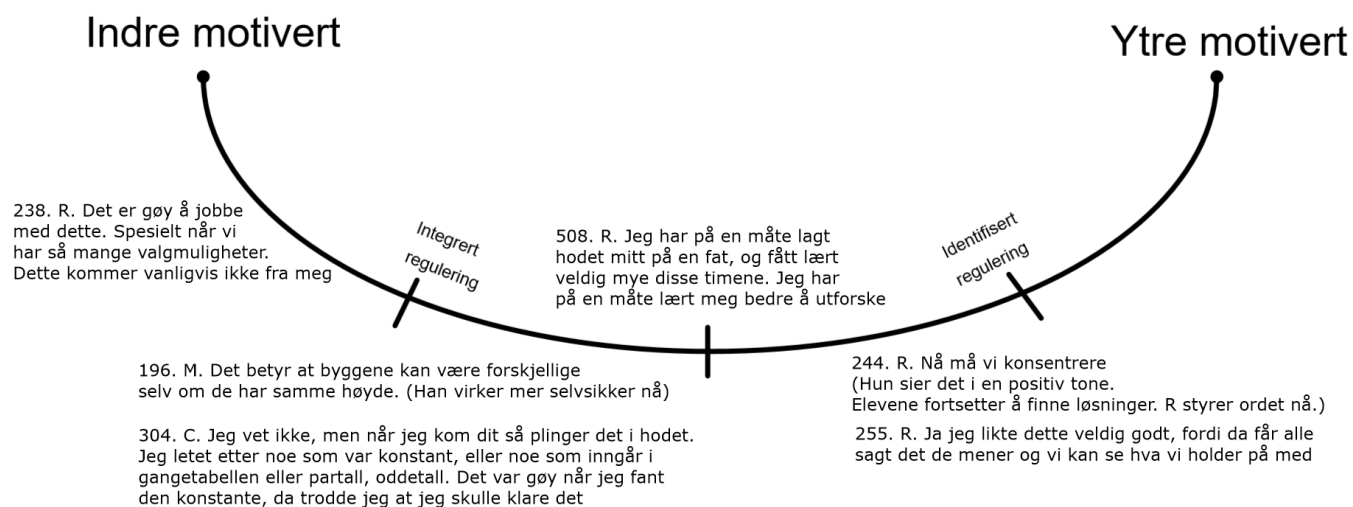 Indre motivert
Ytre motivert
238. R. Det er gøy å jobbe
med dette. Spesielt når vi
har så mange valgmuligheter.
Dette kommer vanligvis ikke fra meg
Integrert
regulering
508. R. Jeg har på en måte lagt
hodet mitt på en fat, og fått lært
veldig mye disse timene. Jeg har
på en måte lært meg bedre å utforske
Identifisert
regulering
196. M. Det betyr at byggene kan være forskjellige
selv om de har samme høyde. (Han virker mer selvsikker nå)
304. C. Jeg vet ikke, men når jeg kom dit så plinger det i hodet.
Jeg letet etter noe som var konstant, eller noe som inngår i
gangetabellen eller partall, oddetall. Det var gøy når jeg fant
den konstante, da trodde jeg at jeg skulle klare det
244. R. Nå må vi konsentrere
(Hun sier det i en positiv tone.
Elevene fortsetter å finne løsninger. R styrer ordet nå.)
255. R. Ja jeg likte dette veldig godt, fordi da får alle
sagt det de mener og vi kan se hva vi holder på med